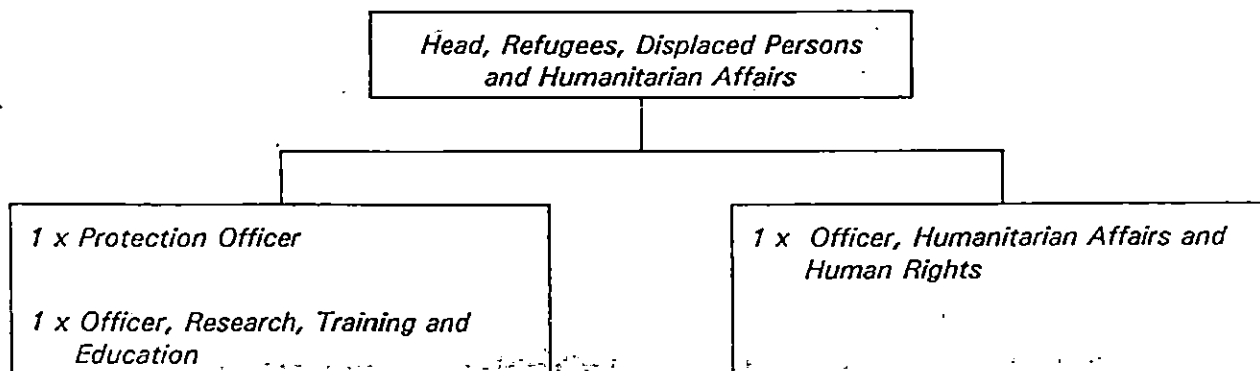 Head, Refugees, Displaced Persons
and Humanitarian Affairs
1 x Protection Officer
1 x Officer, Research, Training and
Education
1 x Officer, Humanitarian Affairs and
Human Rights